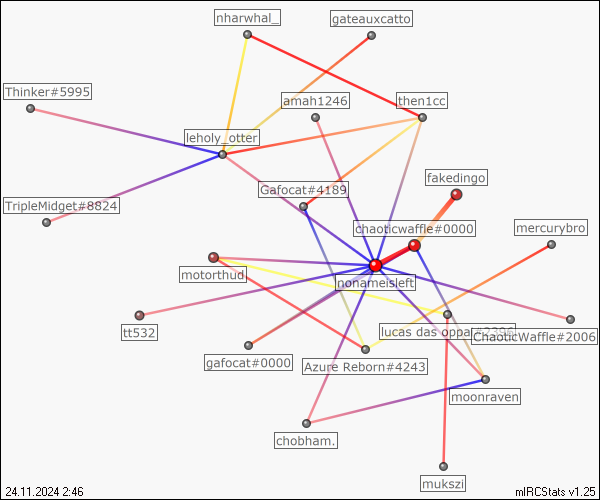 nharwhal_
gateauxcatto
Thinker#5995
amah1246
then1cc
leholy_otter
fakedingo
Gafocat#4189
TripleMidget#8824
chaoticwaffle#0000
mercurybro
motorthud
nonameisleft
tt532
lucas das oppa#2396
ChaoticWaffle#2006
gafocat#0000
Azure Reborn#4243
moonraven
chobham.
mukszi
24.11.2024 2:46
mIRCStats v1.25